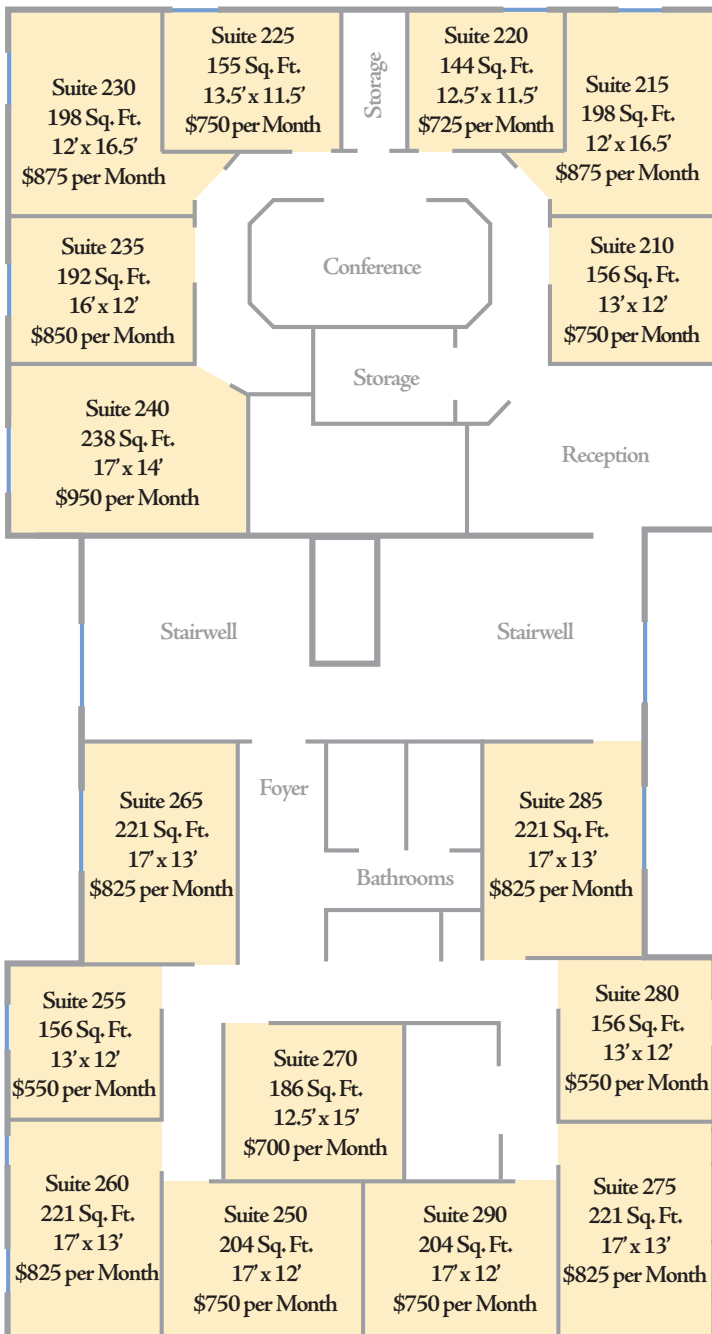 Suite 230
198 Sq. Ft.
12' x 16.5'
$875 per Month
Suite 225
155 Sq. Ft.
13.5' x 11.5'
$750 per Month
Storage
Suite 220
144 Sq. Ft.
12.5' x 11.5'
$725 per Month
Suite 215
198 Sq. Ft.
12' x 16.5'
$875 per Month
Suite 235
192 Sq. Ft.
16' x 12'
$850 per Month
Conference
Suite 210
156 Sq. Ft.
13' x 12'
$750 per Month
Storage
Suite 240
238 Sq. Ft.
17' x 14'
$950 per Month
Reception
Stairwell
Stairwell
Suite 265
221 Sq. Ft.
17' x 13'
$825 per Month
Foyer
Bathrooms
Suite 285
221 Sq. Ft.
17' x 13'
$825 per Month
Suite 255
156 Sq. Ft.
13' x 12'
$550 per Month
Suite 270
186 Sq. Ft.
12.5' x 15'
$700 per Month
Suite 280
156 Sq. Ft.
13' x 12'
$550 per Month
Suite 260
221 Sq. Ft.
17' x 13'
$825 per Month
Suite 250
204 Sq. Ft.
17' x 12'
$750 per Month
Suite 290
204 Sq. Ft.
17' x 12'
$750 per Month
Suite 275
221 Sq. Ft.
17' x 13'
$825 per Month